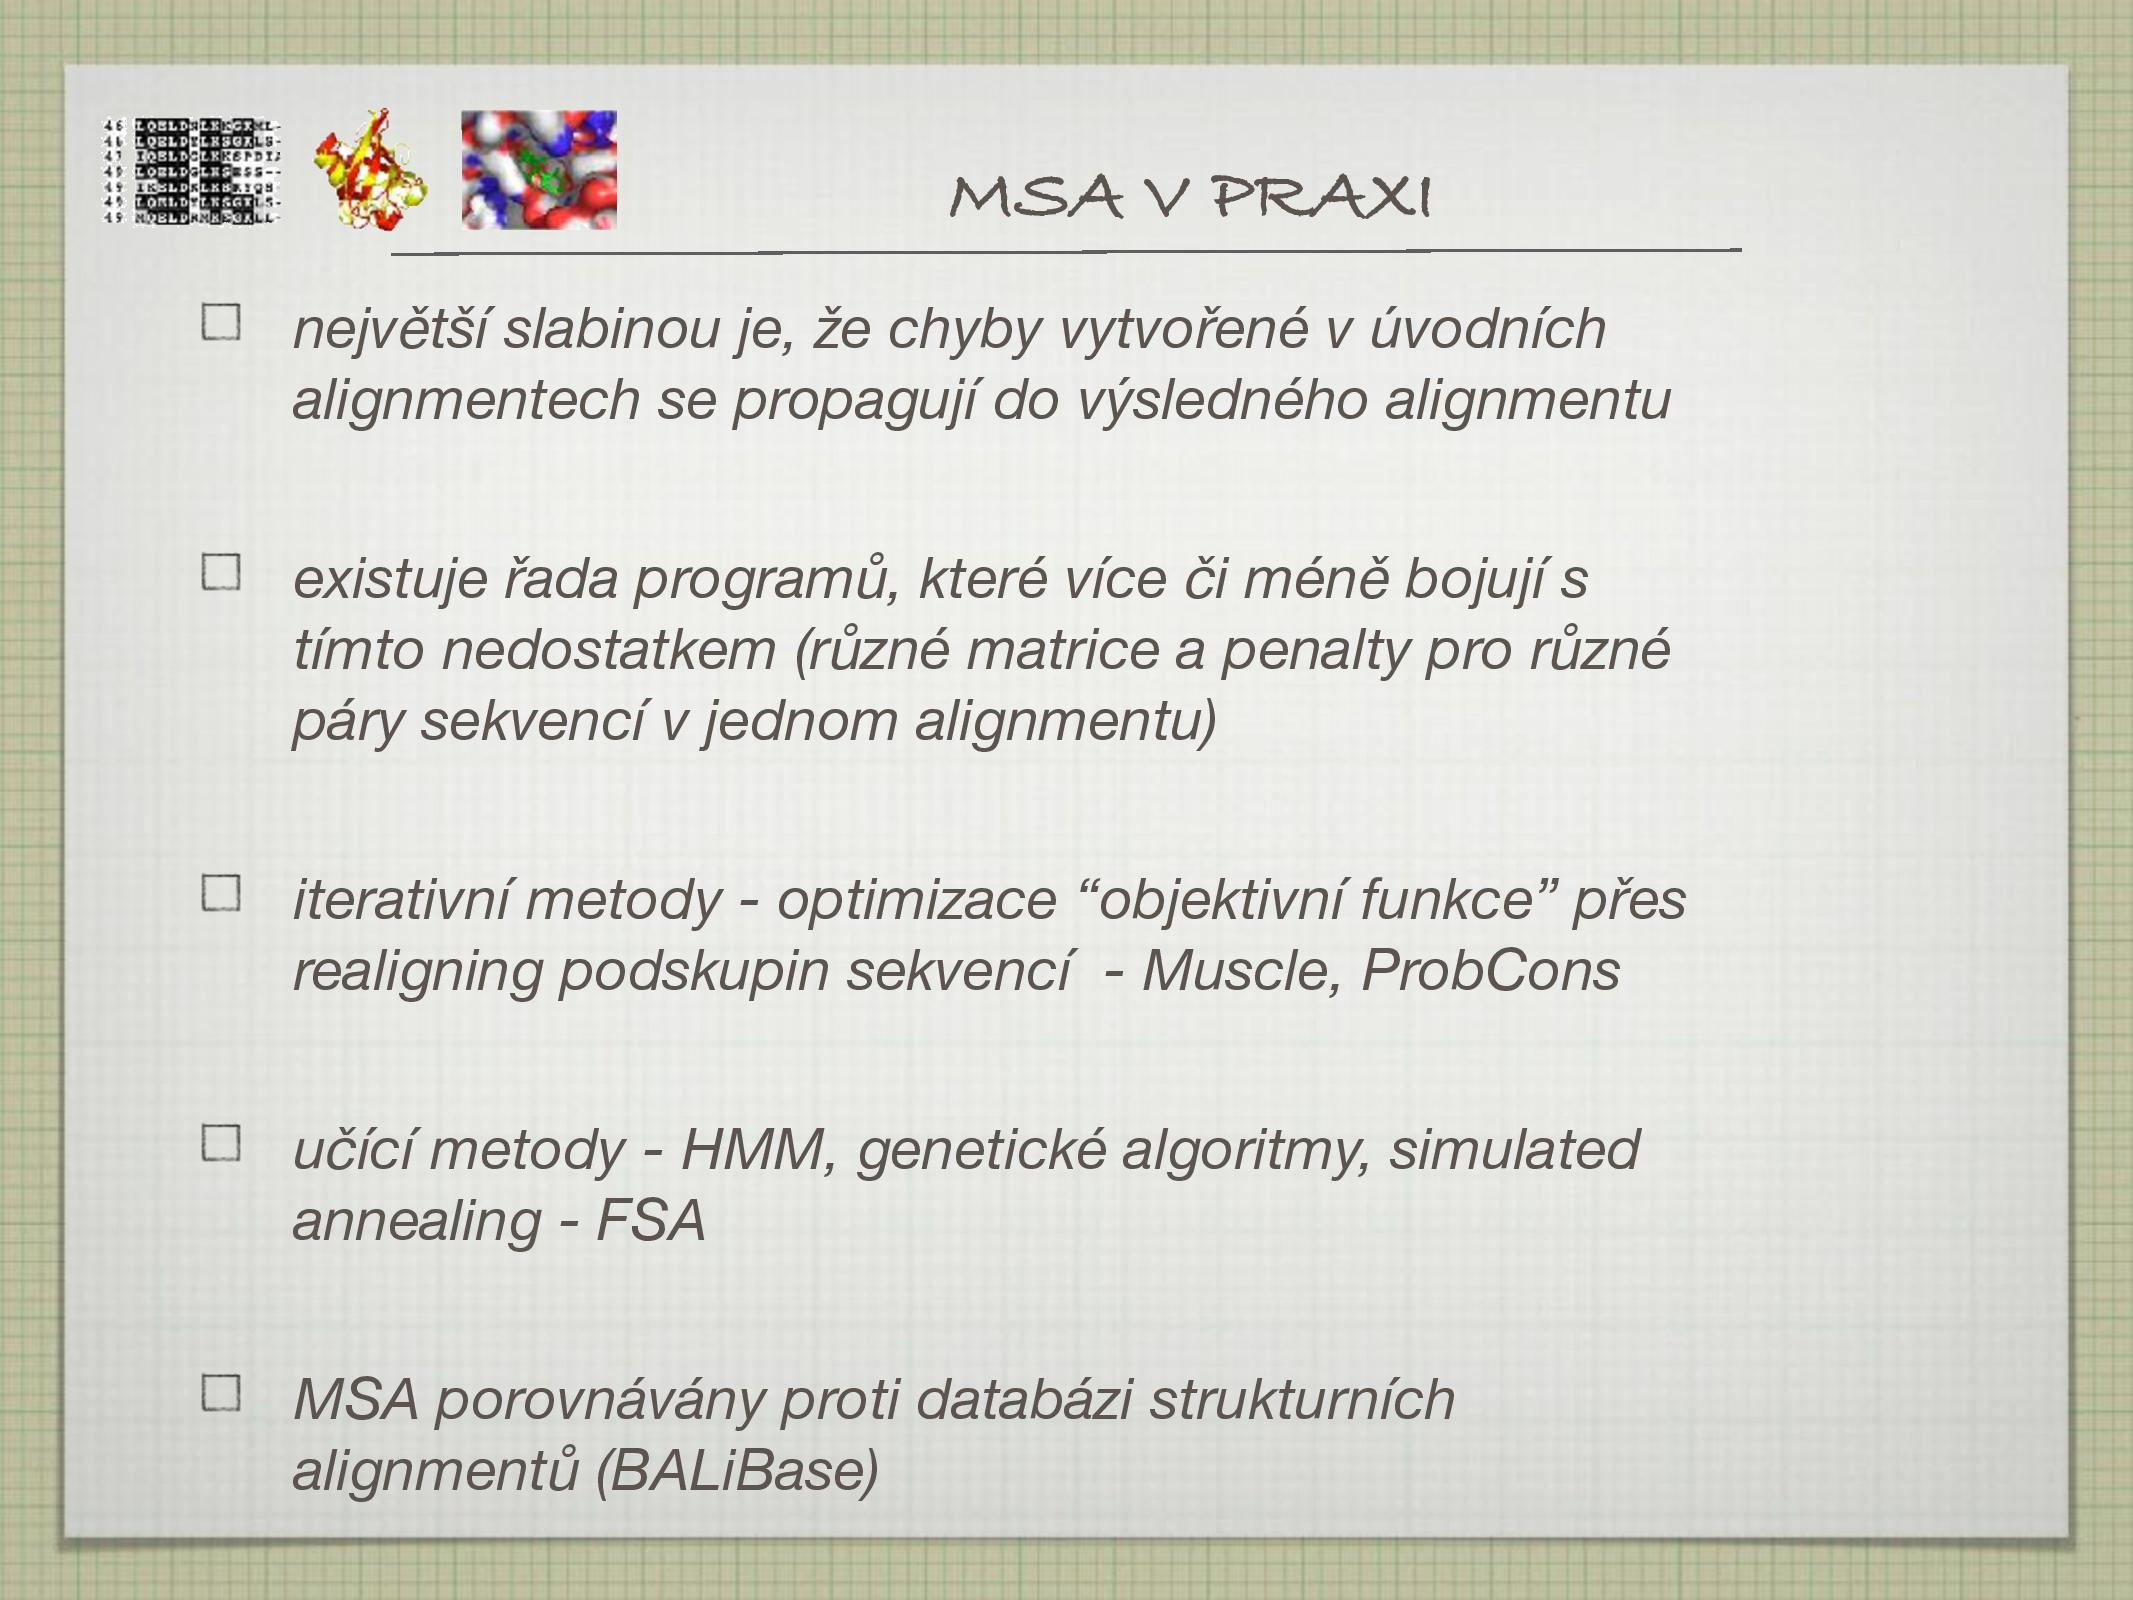 MSA V PRAXI
největší slabinou je, že chyby vytvořené v úvodních
alignmentech se propagují do výsledného alignmentu
existuje řada programů, které více či méně bojují s
tímto nedostatkem (různé matrice a penalty pro různé
páry sekvencí v jednom alignmentu)
iterativní metody - optimizace “objektivní funkce” přes
realigning podskupin sekvencí  - Muscle, ProbCons
učící metody - HMM, genetické algoritmy, simulated
annealing - FSA
MSA porovnávány proti databázi strukturních
alignmentů (BALiBase)